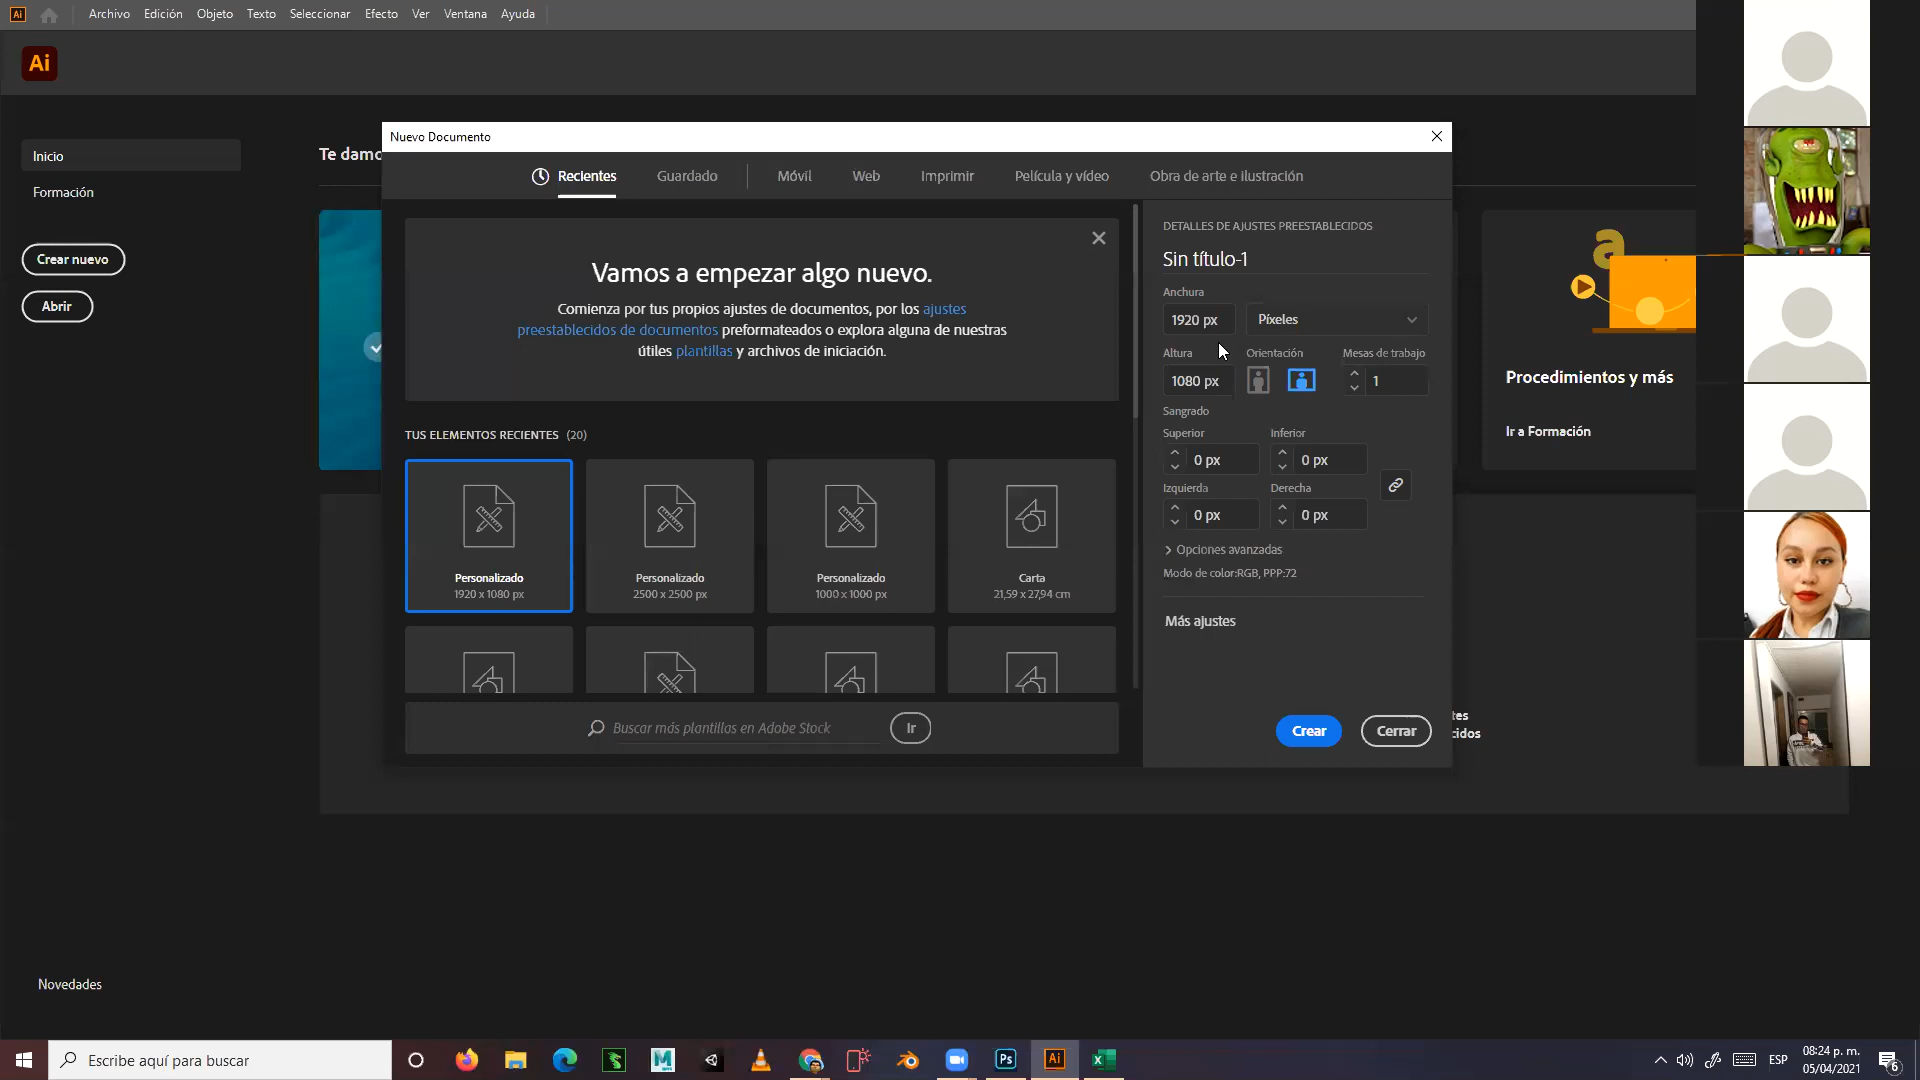 Ai
Archivo Edición Objeto Texto Seleccionar Efecto Ver Ventana Ayuda
Ai
Nuevo Documento
Inicio
Te damo
Formación
Recientes Guardado Móvil Web Imprimir Película y vídeo Obra de arte e ilustración
Crear nuevo
Abrir
Vamos a empezar algo nuevo.
Comienza por tus propios ajustes de documentos, por los ajustes
preestablecidos de documentos preformateados o explora alguna de nuestras
útiles plantillas y archivos de iniciación.
TUS ELEMENTOS RECIENTES (20)
Personalizado
1920 x 1080 px
Personalizado
2500 x 2500 px
Personalizado
1000 x 1000 px
Carta
21,59 x 27,94 cm
Buscar más plantillas en Adobe Stock
Ir
DETALLES DE AJUSTES PREESTABLECIDOS
Sin título-1
Anchura
1920 px Píxeles
Altura Orientación Mesas de trabajo
1080 px 1
Sangrado
Superior Inferior
0 px 0 px
Izquierda Derecha
0 px 0 px
Opciones avanzadas
Modo de color:RGB, PPP:72
Más ajustes
Crear Cerrar
a
Procedimientos y más
Ir a Formación
tes
cidos
Novedades
Escribe aquí para buscar
M
Ps
Ai
X
ESP
08:24 p. m.
05/04/2021
6